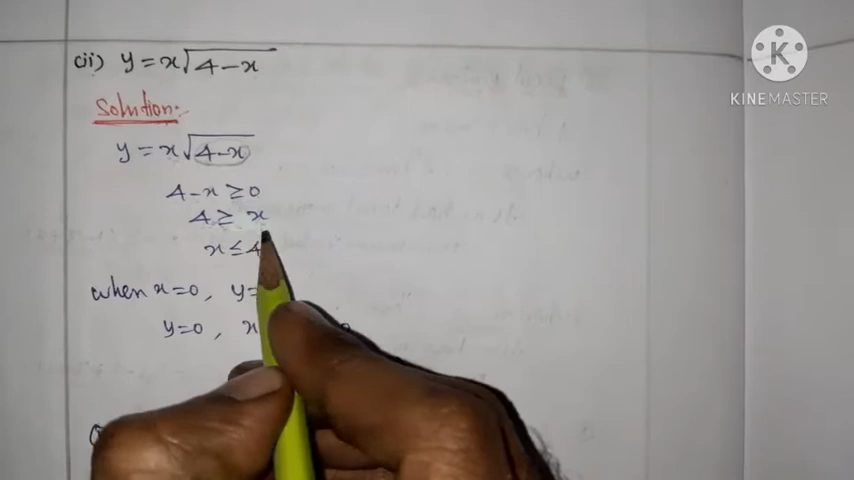 (ii) y = x√4-x
Solution:-
y = x√4-x
4-x ≥ 0
4 ≥ x
x ≤ 4
when x=0, y=
y=0, x
K
KINEMASTER